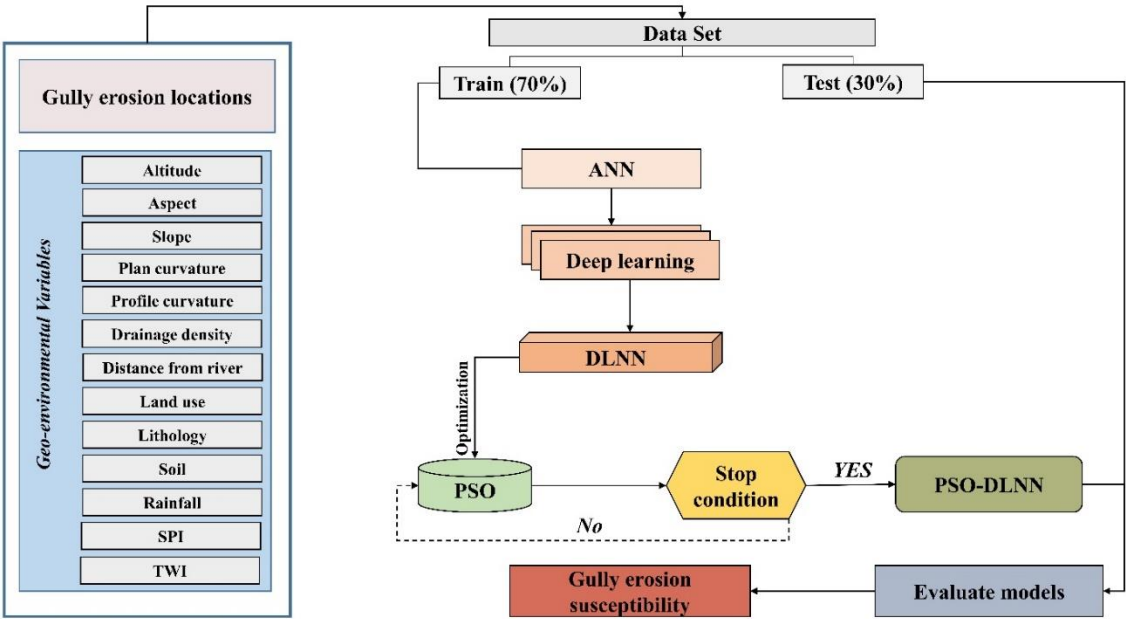 Gully erosion locations
Geo-environmental Variables
Altitude
Aspect
Slope
Plan curvature
Profile curvature
Drainage density
Distance from river
Land use
Lithology
Soil
Rainfall
SPI
TWI
Data Set
Train (70%)
Test (30%)
ANN
Deep learning
DLNN
Optimization
PSO
Stop
condition
YES
PSO-DLNN
No
Gully erosion
susceptibility
Evaluate models